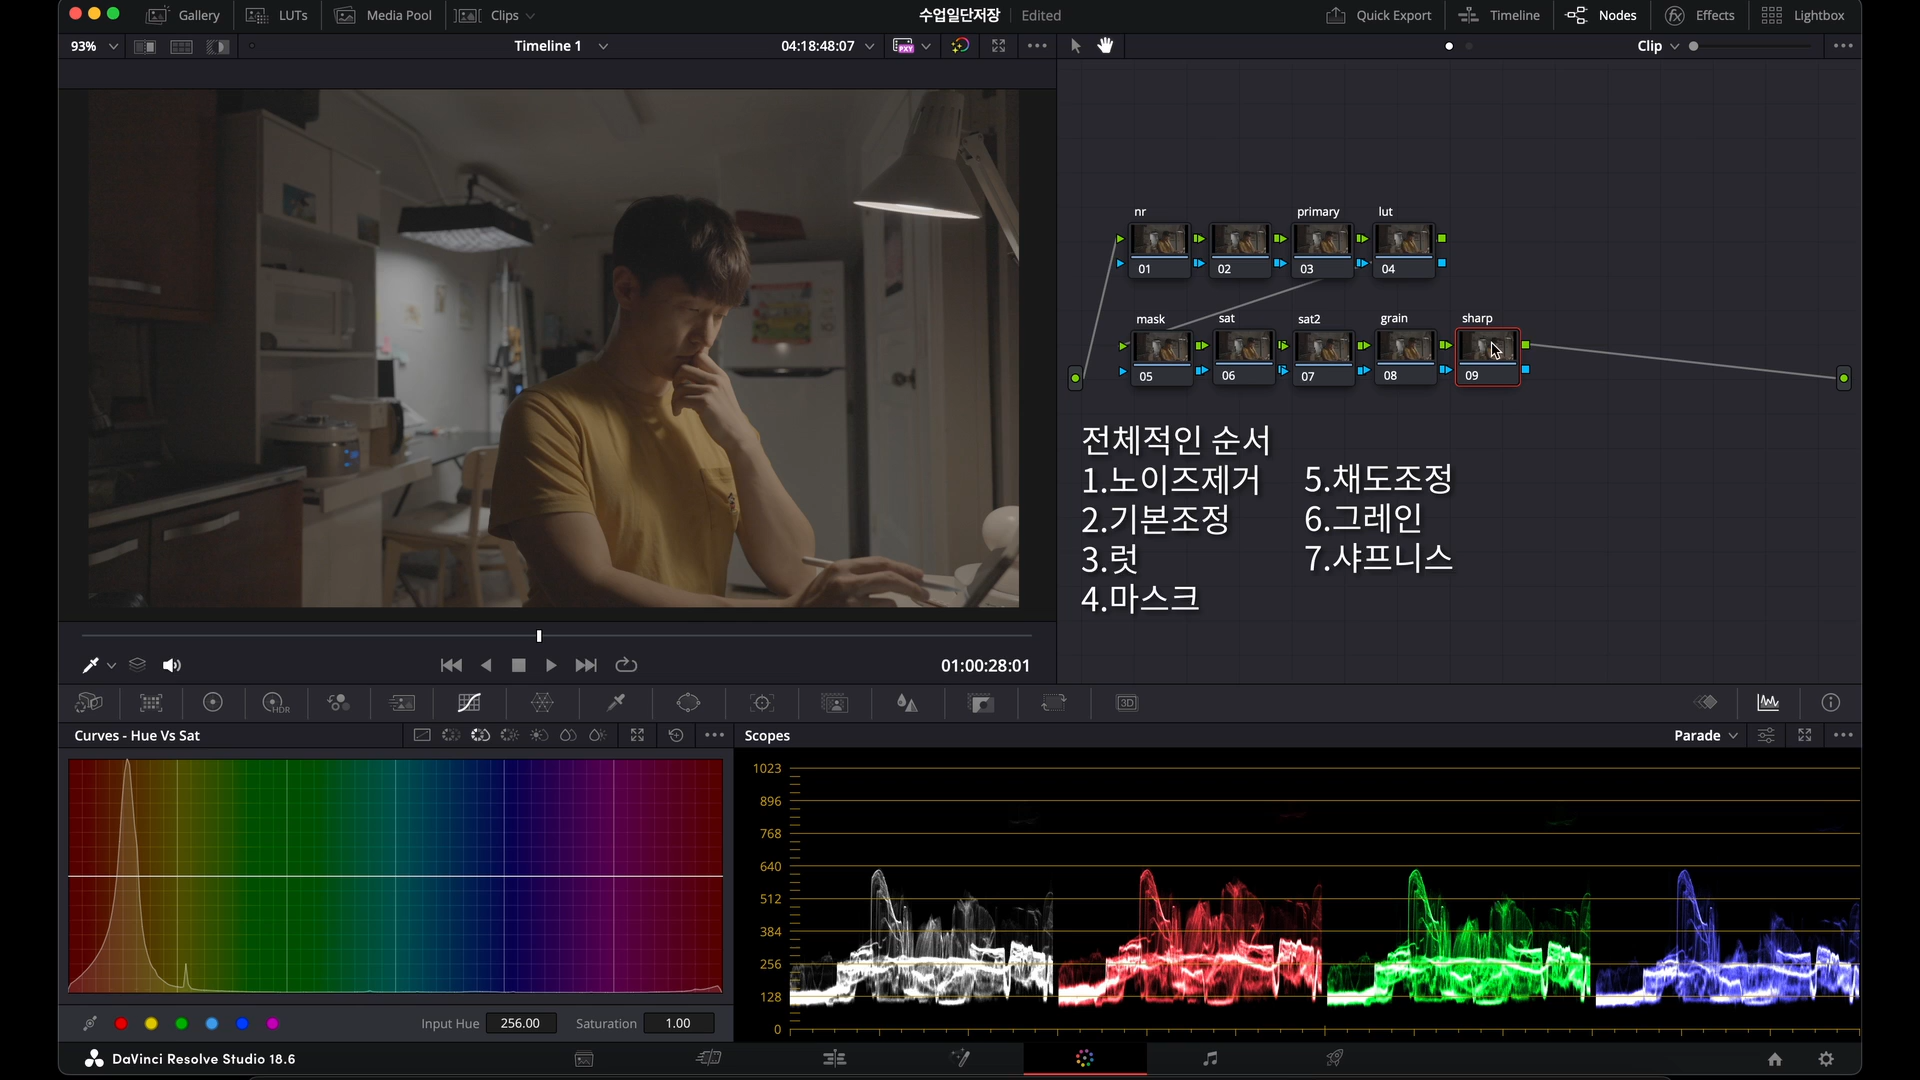 Gallery LUTs Media Pool Clips 수업일단저장 Edited Quick Export Timeline Nodes Effects Lightbox
93% Timeline 1 04:18:48:07 PXY Clip
nr primary lut
01 02 03 04
mask sat sat2 grain sharp
05 06 07 08 09
전체적인 순서
1.노이즈제거 5.채도조정
2.기본조정 6.그레인
3.럿 7.샤프니스
4.마스크
01:00:28:01
HDR 3D
Curves - Hue Vs Sat Scopes Parade
1023
896
768
640
512
384
256
128
0
Input Hue 256.00 Saturation 1.00
DaVinci Resolve Studio 18.6